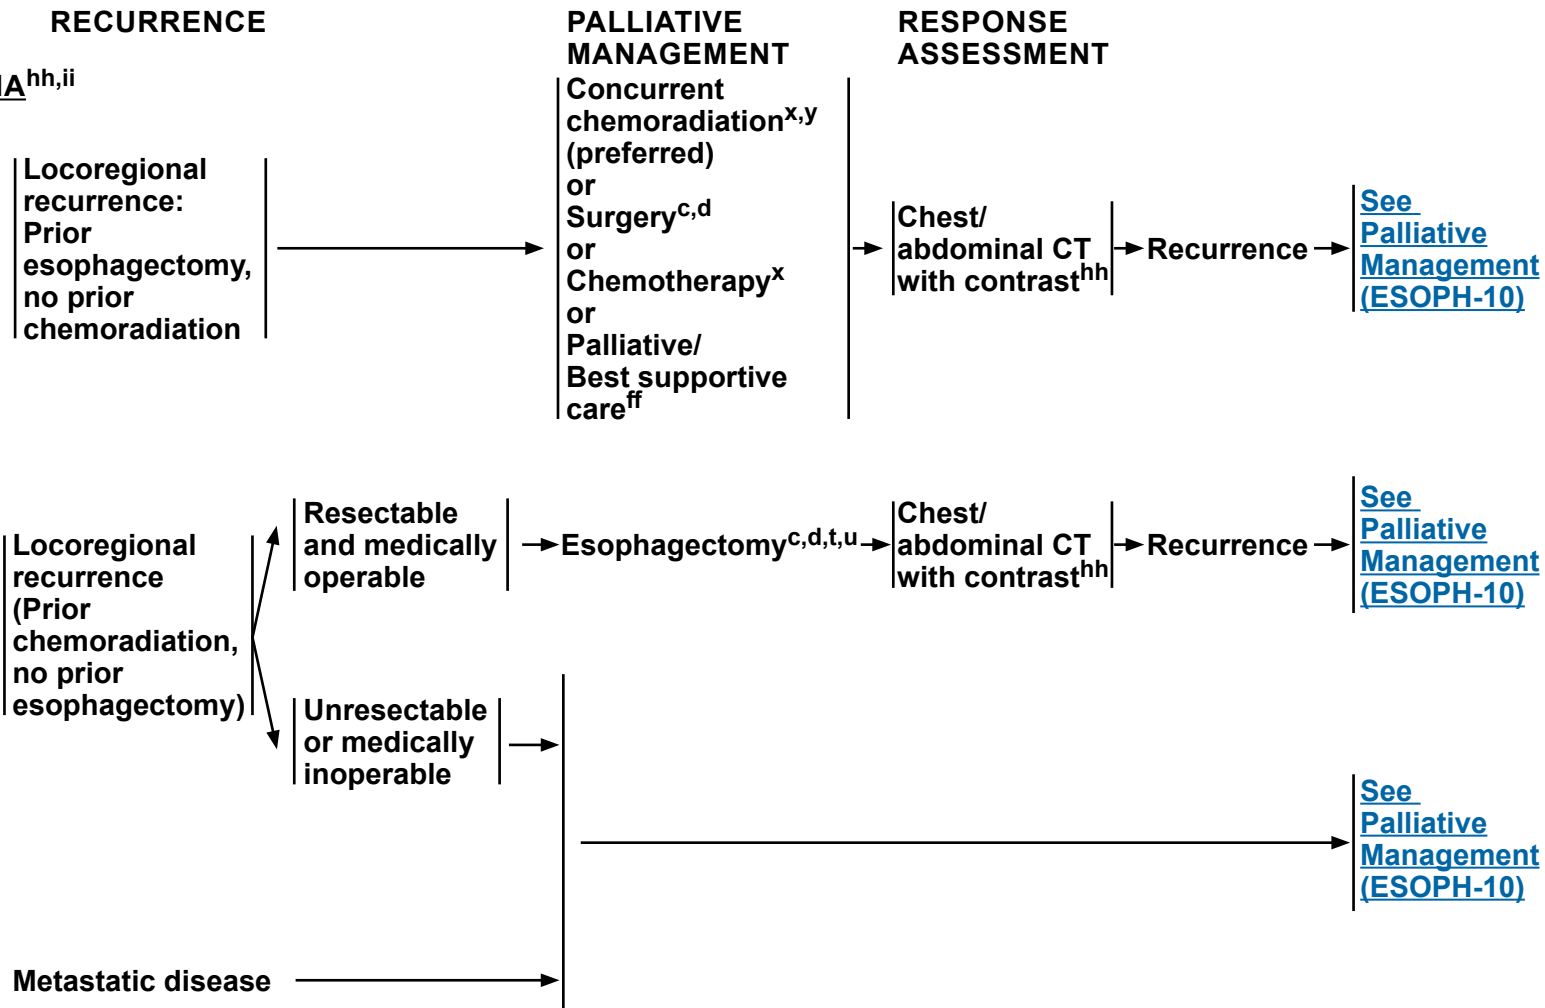 RECURRENCE
PALLIATIVE
MANAGEMENT
RESPONSE
ASSESSMENT
hh,ii
Locoregional
recurrence:
Prior
esophagectomy,
no prior
chemoradiation
Concurrent
chemoradiationx,y
(preferred)
or
Surgeryc,d
or
Chemotherapyx
or
Palliative/
Best supportive
careff
Chest/
abdominal CT
with contrasthh
Recurrence
See
Palliative
Management
(ESOPH-10)
Locoregional
recurrence
(Prior
chemoradiation,
no prior
esophagectomy)
Resectable
and medically
operable
Esophagectomyc,d,t,u
Chest/
abdominal CT
with contrasthh
Recurrence
See
Palliative
Management
(ESOPH-10)
Unresectable
or medically
inoperable
See
Palliative
Management
(ESOPH-10)
Metastatic disease